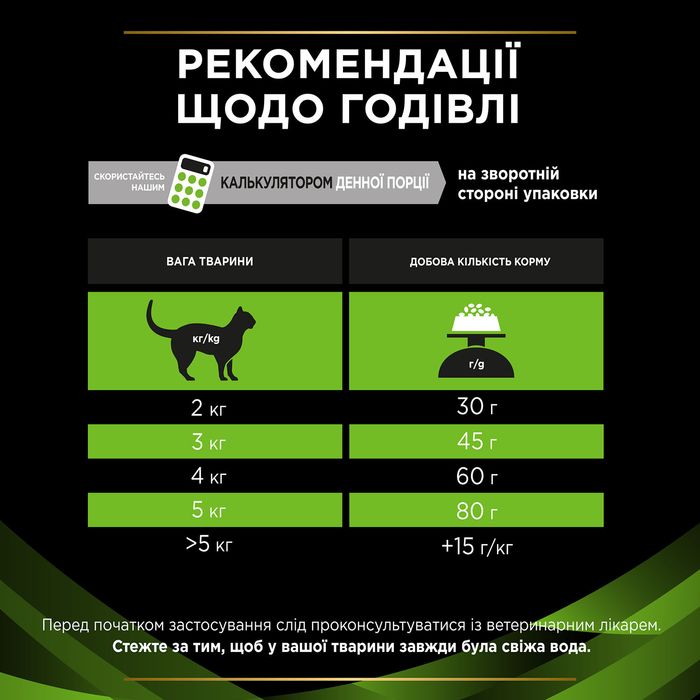 РЕКОМЕНДАЦІЇ
ЩОДО ГОДІВЛІ
СКОРИСТАЙТЕСЬ
НАШИМ
КАЛЬКУЛЯТОРОМ ДЕННОЇ ПОРЦІЇ
на зворотній
стороні упаковки
ВАГА ТВАРИНИ
ДОБОВА КІЛЬКІСТЬ КОРМУ
кг/kg
г/g
2 кг
30 г
3 кг
45 г
4 кг
60 г
5 кг
80 г
>5 кг
+15 г/кг
Перед початком застосування слід проконсультуватися із ветеринарним лікарем.
Стежте за тим, щоб у вашої тварини завжди була свіжа вода.